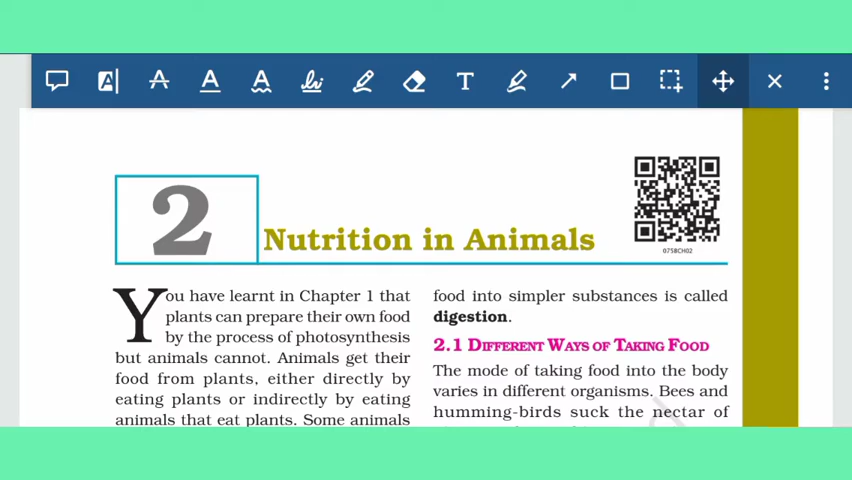 2
Nutrition in Animals
0758CH02
You have learnt in Chapter 1 that
plants can prepare their own food
by the process of photosynthesis
but animals cannot. Animals get their
food from plants, either directly by
eating plants or indirectly by eating
animals that eat plants. Some animals
food into simpler substances is called
digestion.
2.1 DIFFERENT WAYS OF TAKING FOOD
The mode of taking food into the body
varies in different organisms. Bees and
humming-birds suck the nectar of